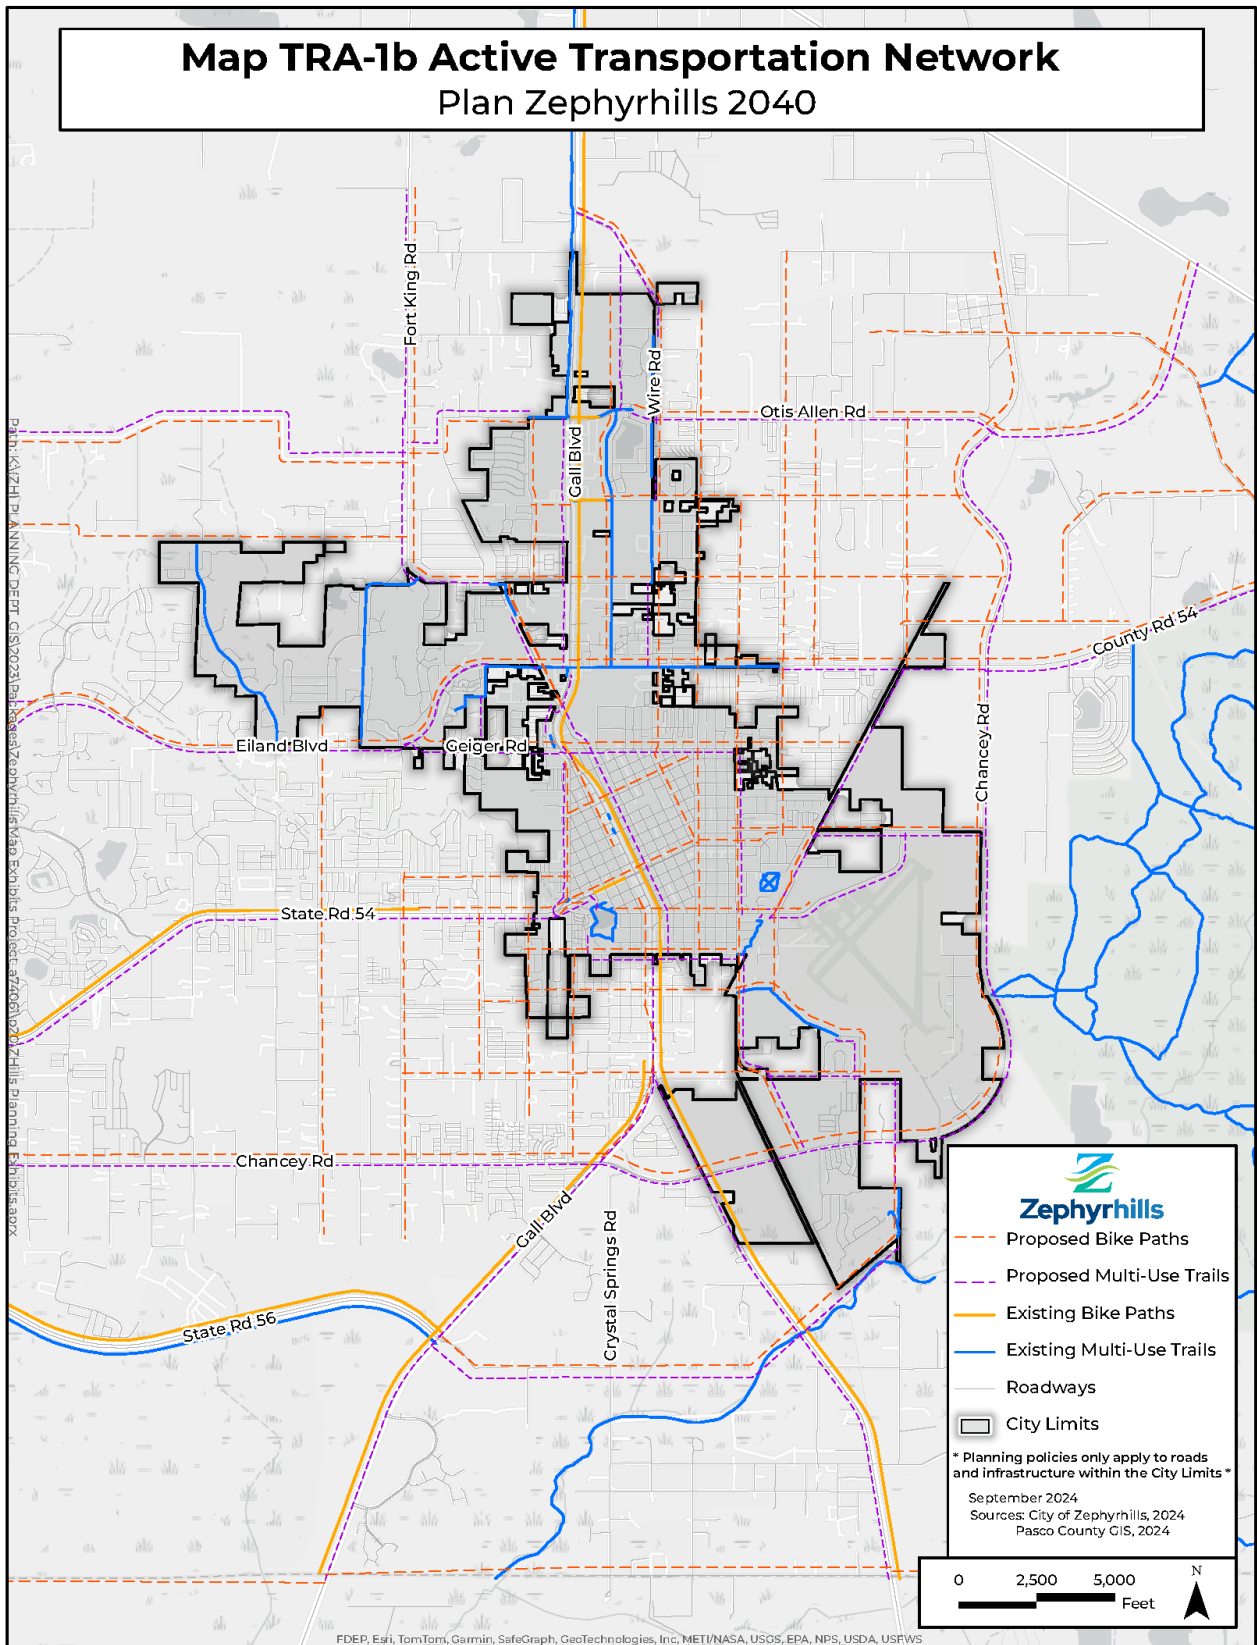 Map TRA-1b Active Transportation Network
Plan Zephyrhills 2040
Fort King Rd
Wire Rd
Otis Allen Rd
Gall Blvd
County Rd 54
Chancey Rd
Eiland Blvd
Geiger Rd
State Rd 54
Chancey Rd
Gall Blvd
Crystal Springs Rd
State Rd 56
Zephyrhills
Proposed Bike Paths
Proposed Multi-Use Trails
Existing Bike Paths
Existing Multi-Use Trails
Roadways
City Limits
* Planning policies only apply to roads
and infrastructure within the City Limits *
September 2024
Sources: City of Zephyrhills, 2024
Pasco County GIS, 2024
0 2,500 5,000
Feet
N
FDEP, Esri, TomTom, Garmin, SafeGraph, GeoTechnologies, Inc, METI/NASA, USGS, EPA, NPS, USDA, USFWS